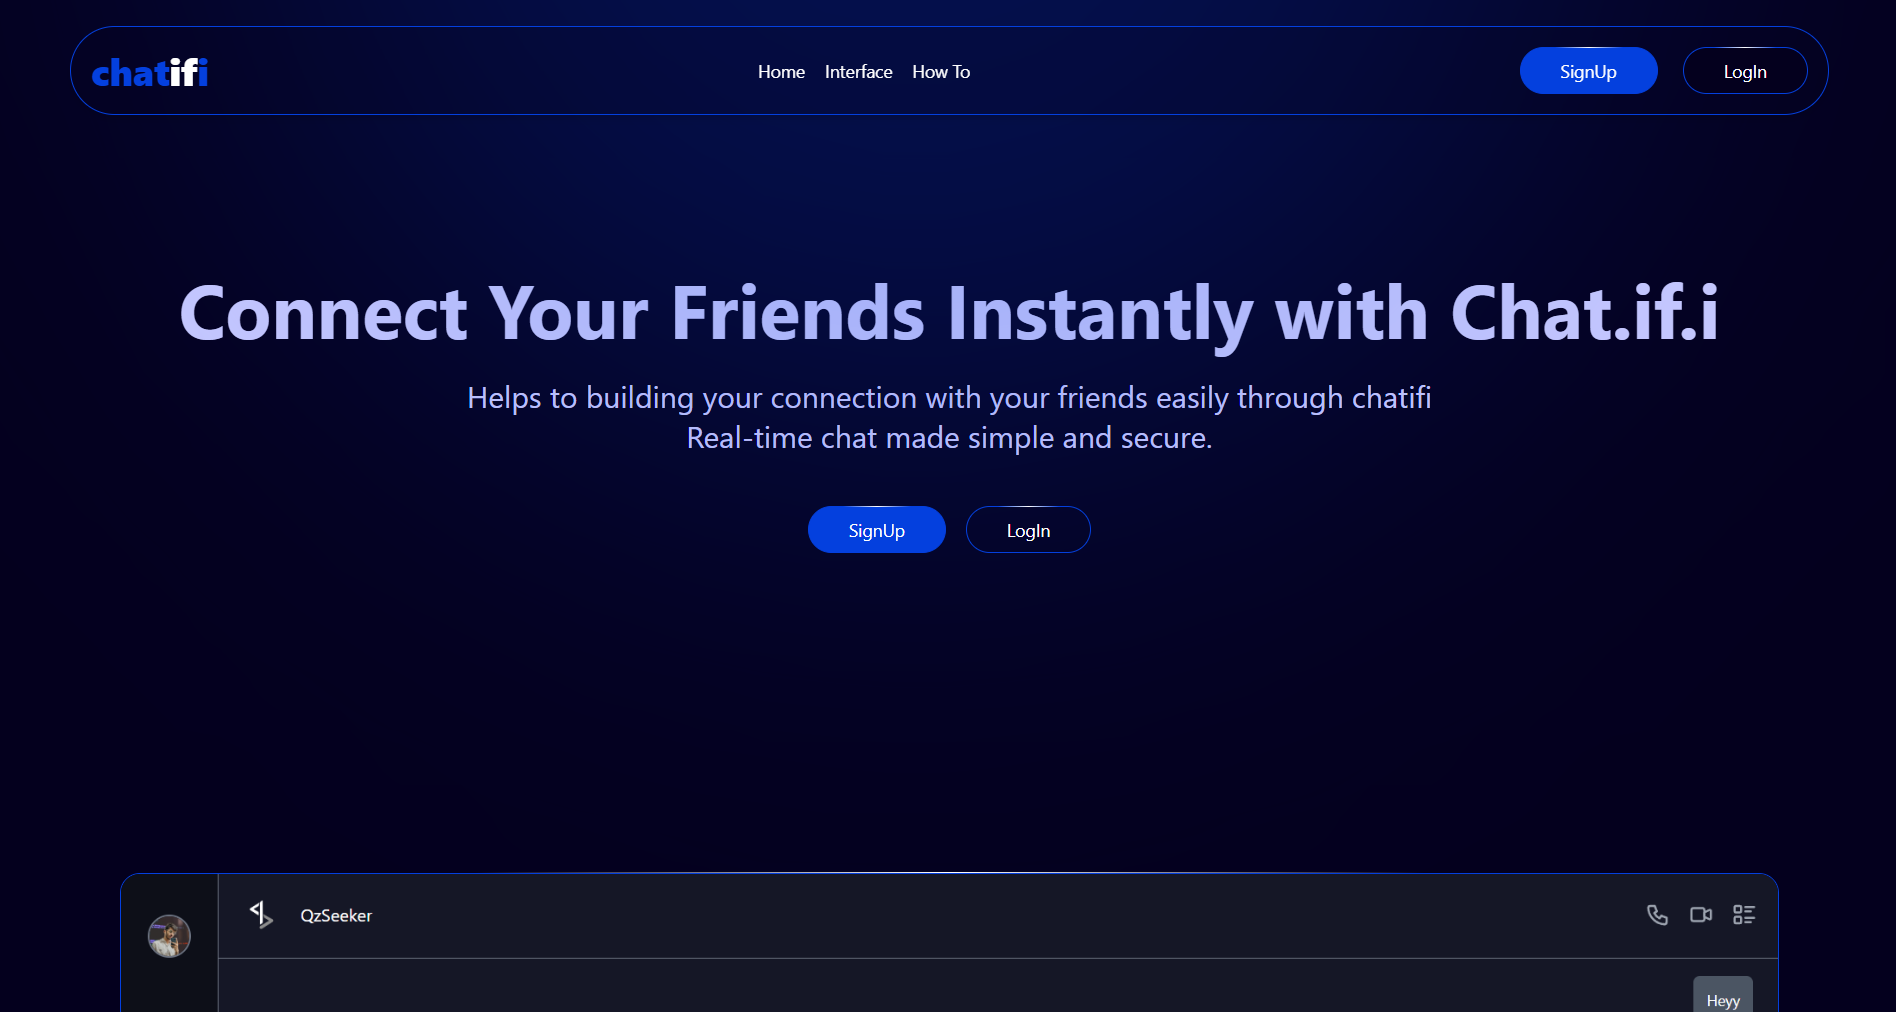 chatifi
Home Interface How To
SignUp LogIn
Connect Your Friends Instantly with Chat.if.i
Helps to building your connection with your friends easily through chatifi
Real-time chat made simple and secure.
SignUp LogIn
QzSeeker
Heyy